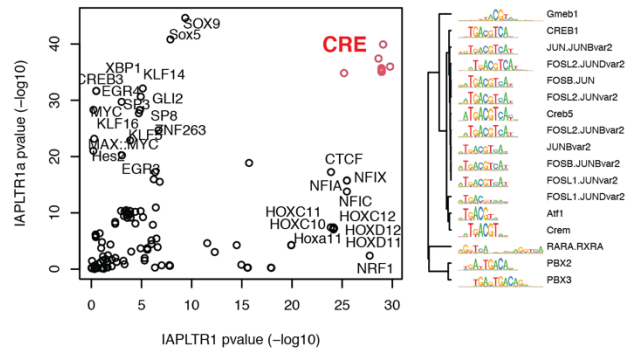 SOX9
Sox5
CRE
XBP1
CREB3
KLF14
EGR4
GLI2
SP3
MYC
SP8
KLF16
KLF5
ZNF263
MAX::MYC
Hes2
EGR3
CTCF
NFIA
NFIX
NFIC
HOXC11
HOXC12
HOXC10
HOXD12
Hoxa11
HOXD11
NRF1
0 10 20 30 40
IAPLTR1a pvalue (−log10)
0 5 10 15 20 25 30
IAPLTR1 pvalue (−log10)
Gmeb1
CREB1
JUN.JUNBvar2
FOSL2.JUNDvar2
FOSB.JUN
FOSL2.JUNvar2
Creb5
FOSL2.JUNBvar2
JUNBvar2
FOSB.JUNBvar2
FOSL1.JUNvar2
FOSL1.JUNDvar2
Atf1
Crem
RARA.RXRA
PBX2
PBX3